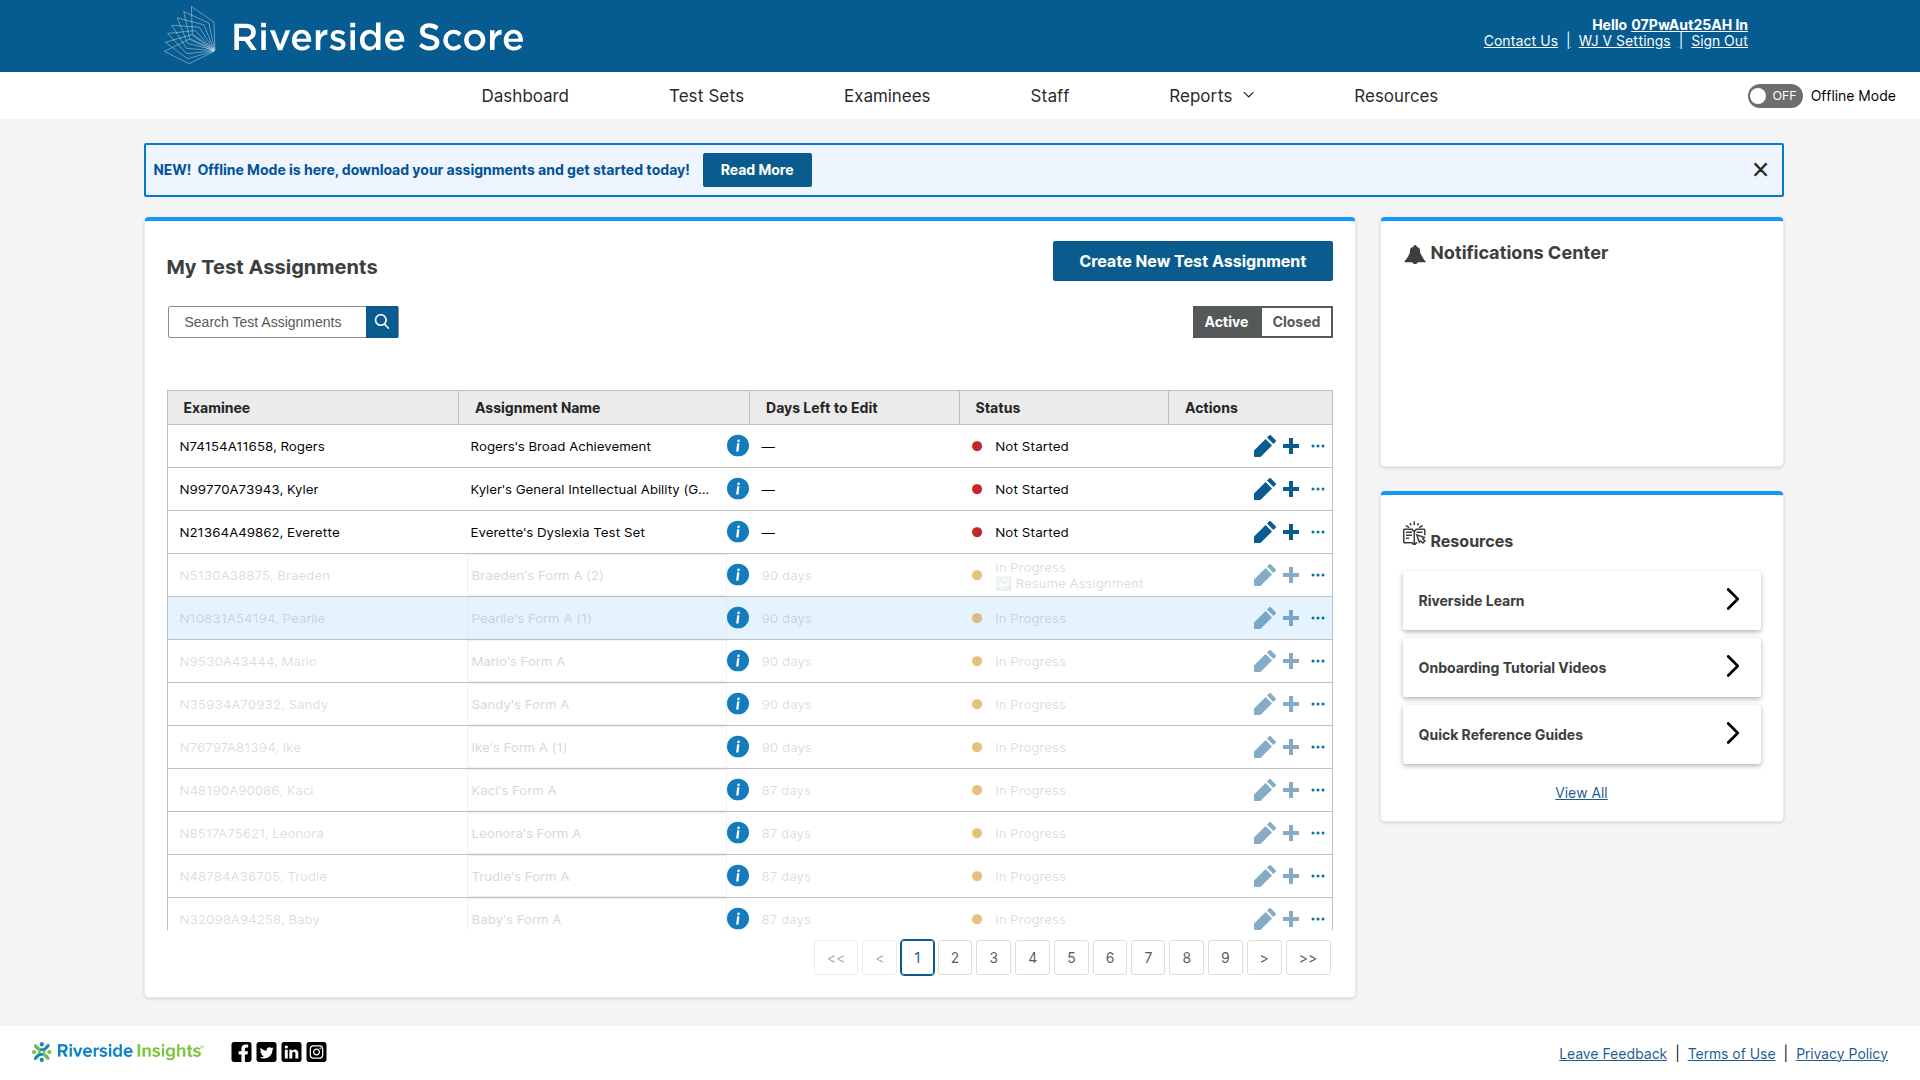 Riverside Score
Hello 07PwAut25AH In
Contact Us | WJ V Settings | Sign Out
Dashboard Test Sets Examinees Staff Reports Resources
OFF Offline Mode
NEW! Offline Mode is here, download your assignments and get started today! Read More
My Test Assignments
Create New Test Assignment
Search Test Assignments
Active Closed
Examinee Assignment Name Days Left to Edit Status Actions
N74154A11658, Rogers Rogers's Broad Achievement — Not Started
N99770A73943, Kyler Kyler's General Intellectual Ability (G... — Not Started
N21364A49862, Everette Everette's Dyslexia Test Set — Not Started
N5130A38875, Braeden Braeden's Form A (2) 90 days In Progress
Resume Assignment
N10831A54194, Pearlie Pearlie's Form A (1) 90 days In Progress
N9530A43444, Mario Mario's Form A 90 days In Progress
N35934A70932, Sandy Sandy's Form A 90 days In Progress
N76797A81394, Ike Ike's Form A (1) 90 days In Progress
N48190A90086, Kaci Kaci's Form A 87 days In Progress
N8517A75621, Leonora Leonora's Form A 87 days In Progress
N48784A36705, Trudie Trudie's Form A 87 days In Progress
N32098A94258, Baby Baby's Form A 87 days In Progress
<< < 1 2 3 4 5 6 7 8 9 > >>
Notifications Center
Resources
Riverside Learn
Onboarding Tutorial Videos
Quick Reference Guides
View All
Riverside Insights
Leave Feedback | Terms of Use | Privacy Policy